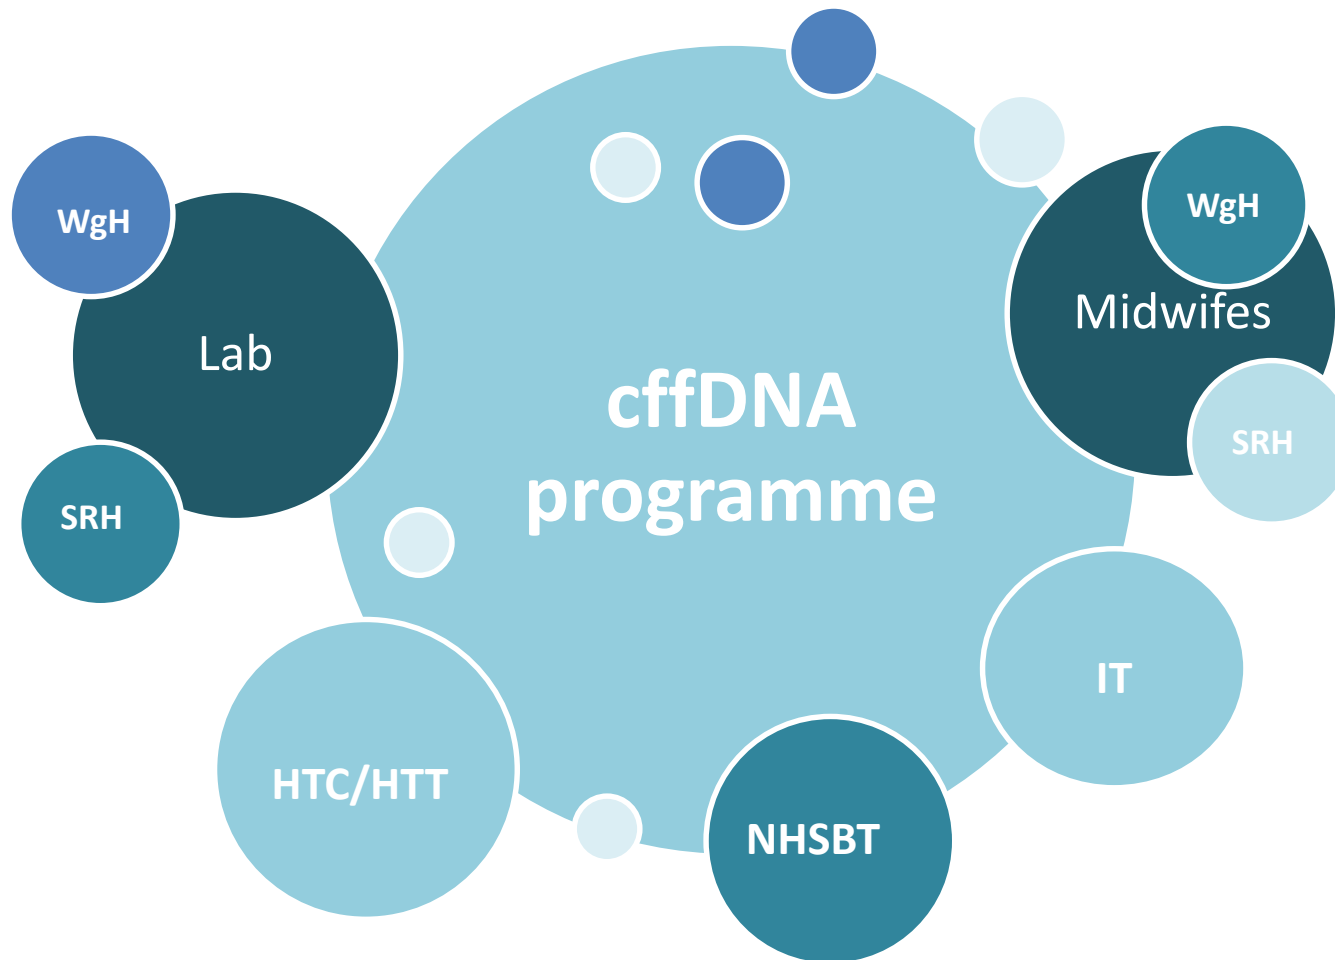 WgH
Lab
SRH
cffDNA
programme
WgH
Midwifes
SRH
HTC/HTT
NHSBT
IT